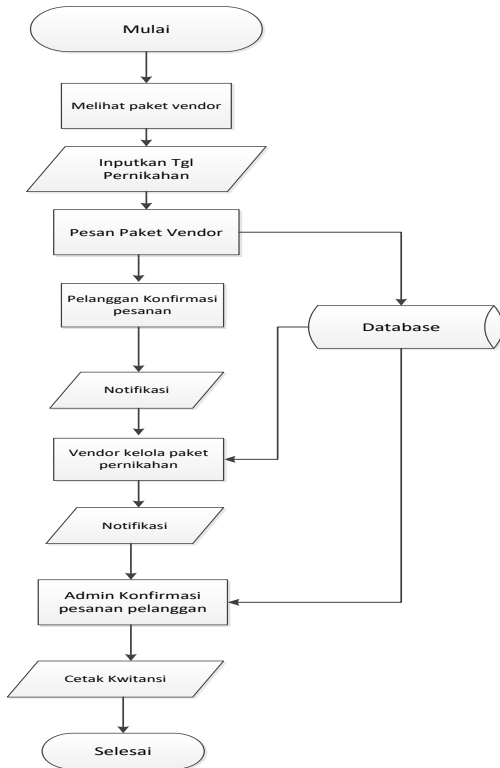 Mulai
Melihat paket vendor
Inputkan Tgl
Pernikahan
Pesan Paket Vendor
Pelanggan Konfirmasi
pesanan
Database
Notifikasi
Vendor kelola paket
pernikahan
Notifikasi
Admin Konfirmasi
pesanan pelanggan
Cetak Kwitansi
Selesai